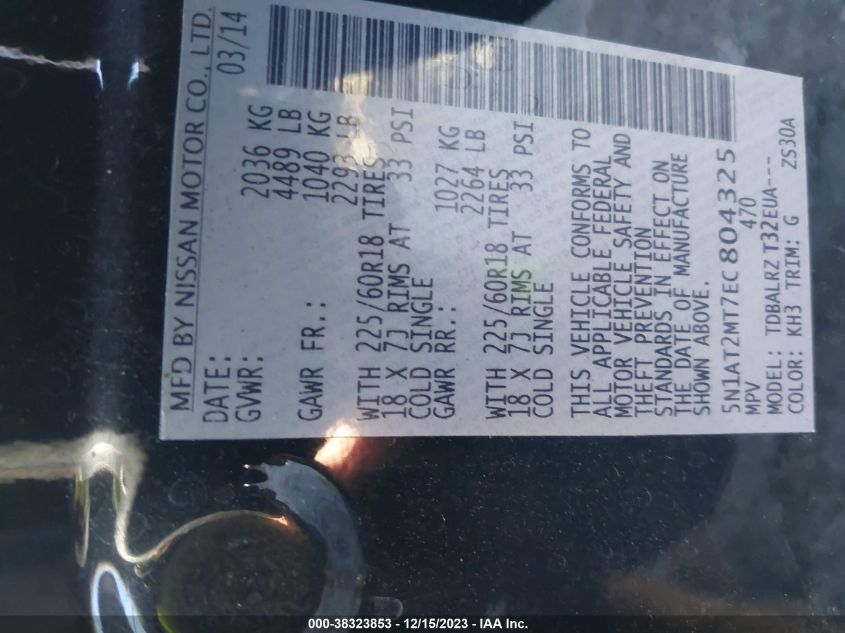 MFD BY NISSAN MOTOR CO., LTD.
DATE: 03/14
GVWR: 2036 KG
4489 LB
GAWR FR.: 1040 KG
2293 LB
WITH 225/60R18 TIRES
18 X 7J RIMS AT 33 PSI
COLD SINGLE
GAWR RR.: 1027 KG
2264 LB
WITH 225/60R18 TIRES
18 X 7J RIMS AT 33 PSI
COLD SINGLE
THIS VEHICLE CONFORMS TO
ALL APPLICABLE FEDERAL
MOTOR VEHICLE SAFETY AND
THEFT PREVENTION
STANDARDS IN EFFECT ON
THE DATE OF MANUFACTURE
SHOWN ABOVE.
5N1AT2MT7EC804325
MPV 470
MODEL: TDBALRZ T32EUA---
COLOR: KH3 TRIM: G ZS30A
000-38323853 - 12/15/2023 - IAA Inc.